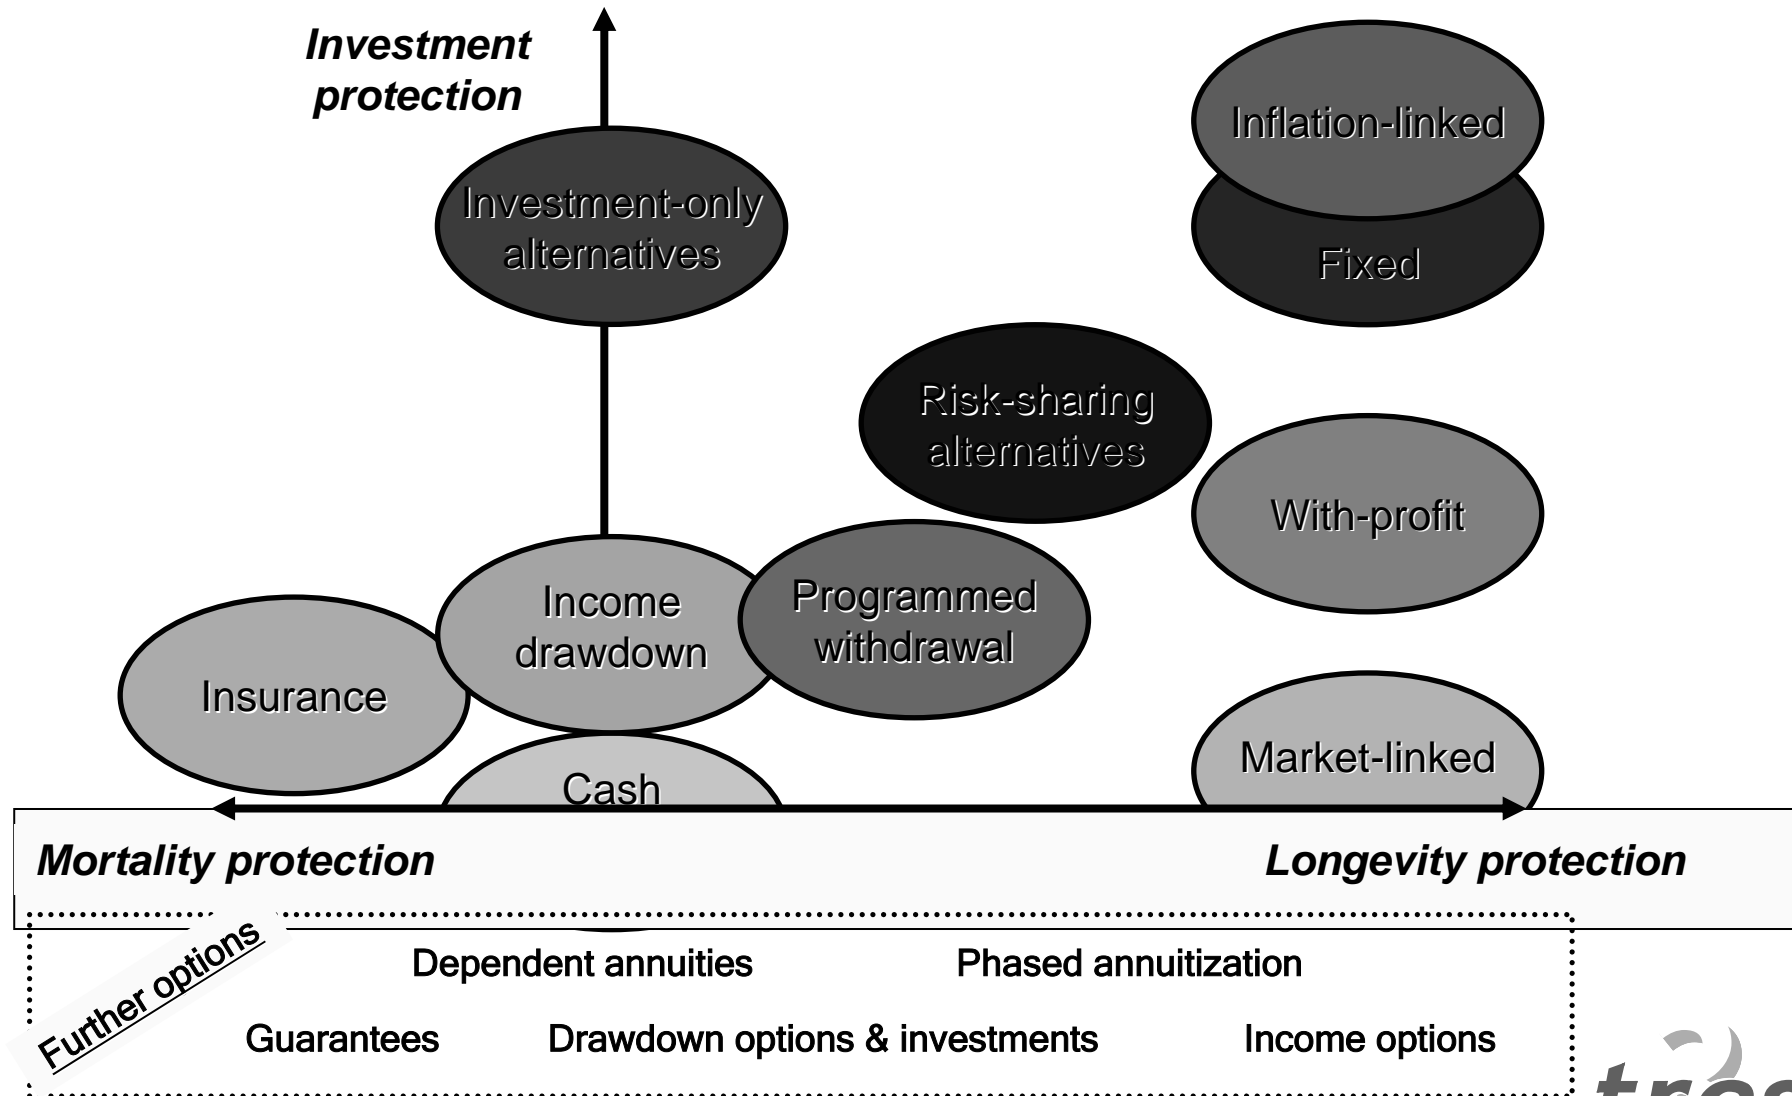 Investment
protection
Inflation-linked
Investment-only
alternatives
Fixed
Risk-sharing
alternatives
With-profit
Income
drawdown
Programmed
withdrawal
Insurance
Market-linked
Cash
Mortality protection
Longevity protection
Further options
Dependent annuities
Phased annuitization
Guarantees
Drawdown options & investments
Income options